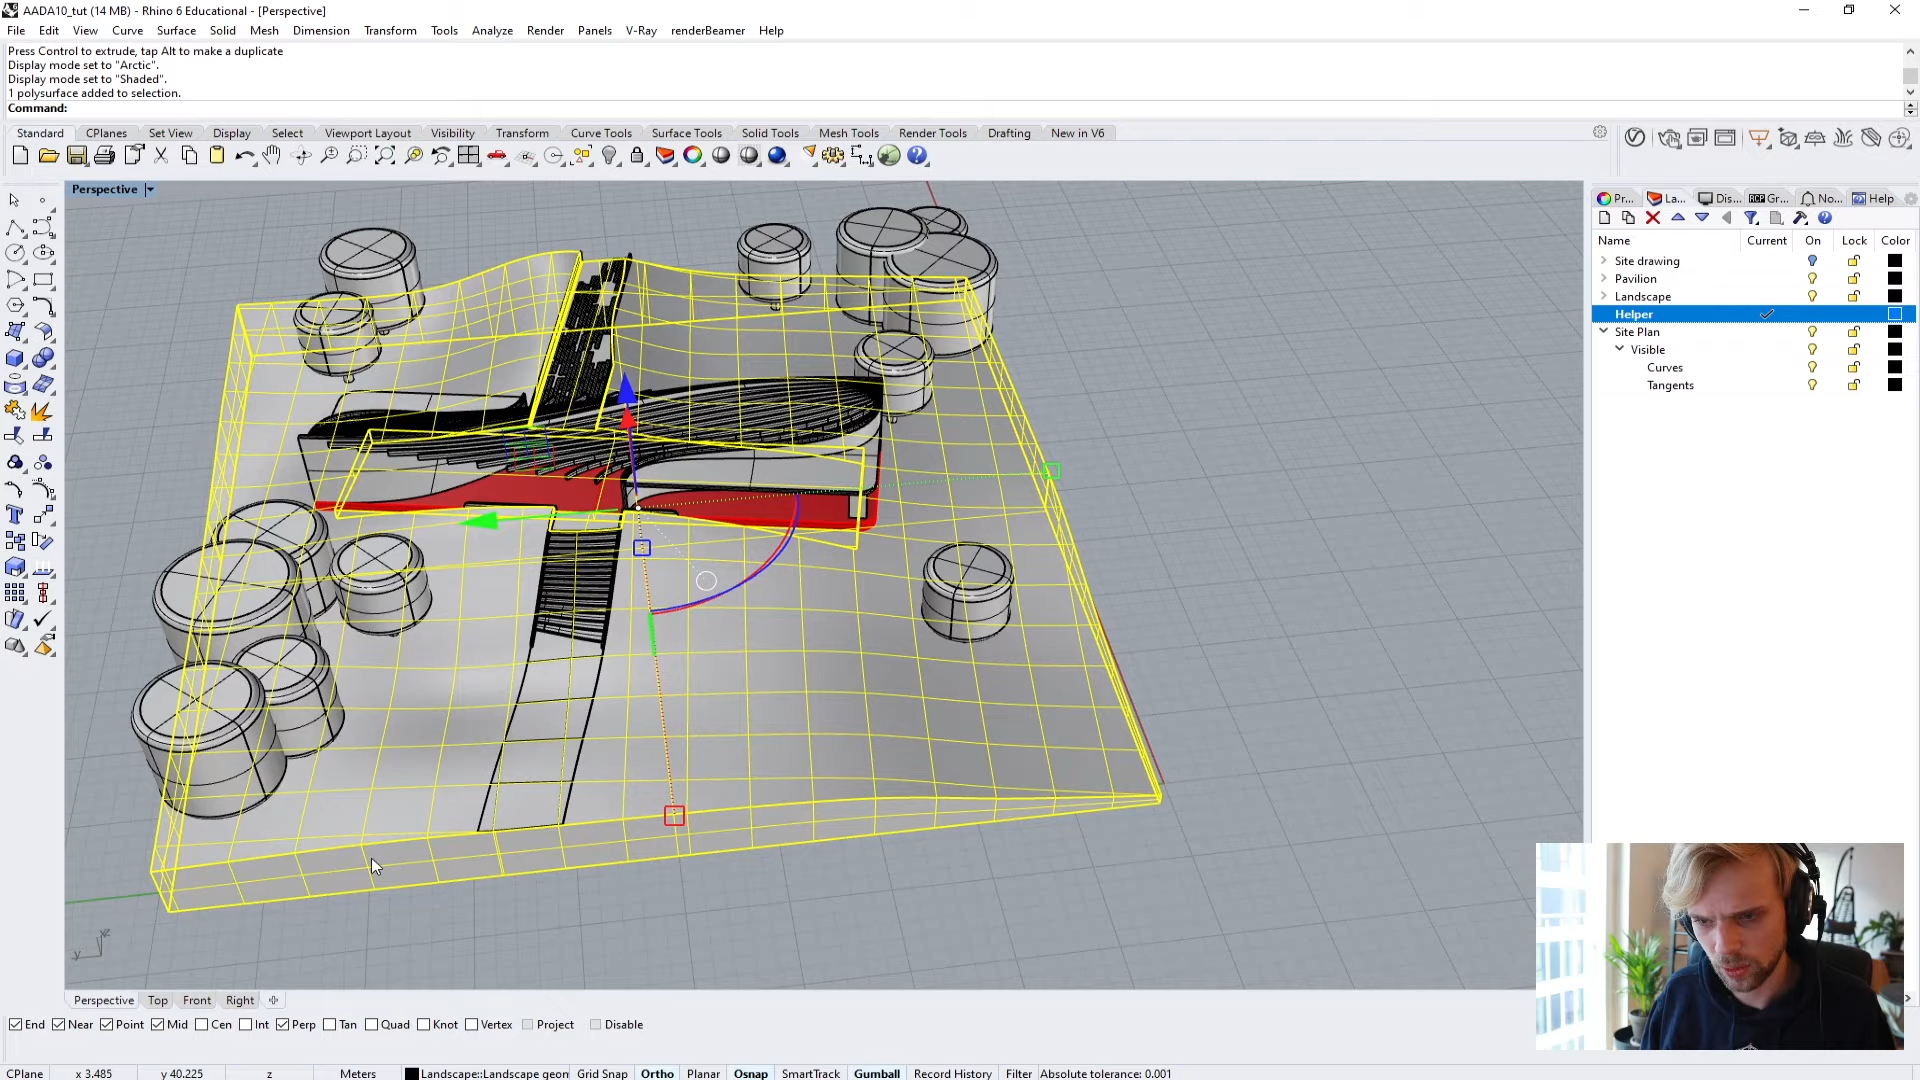 AADA10_tut (14 MB) - Rhino 6 Educational - [Perspective]
File Edit View Curve Surface Solid Mesh Dimension Transform Tools Analyze Render Panels V-Ray renderBeamer Help
Press Control to extrude, tap Alt to make a duplicate
Display mode set to "Arctic".
Display mode set to "Shaded".
1 polysurface added to selection.
Command:
Standard CPlanes Set View Display Select Viewport Layout Visibility Transform Curve Tools Surface Tools Solid Tools Mesh Tools Render Tools Drafting New in V6
Perspective
Pr... La... Dis... Gr... No... Help
Name Current On Lock Color
Site drawing
Pavilion
Landscape
Helper
Site Plan
Visible
Curves
Tangents
Perspective Top Front Right
End Near Point Mid Cen Int Perp Tan Quad Knot Vertex Project Disable
CPlane x 3.485 y 40.225 z Meters Landscape::Landscape geom Grid Snap Ortho Planar Osnap SmartTrack Gumball Record History Filter Absolute tolerance: 0.001